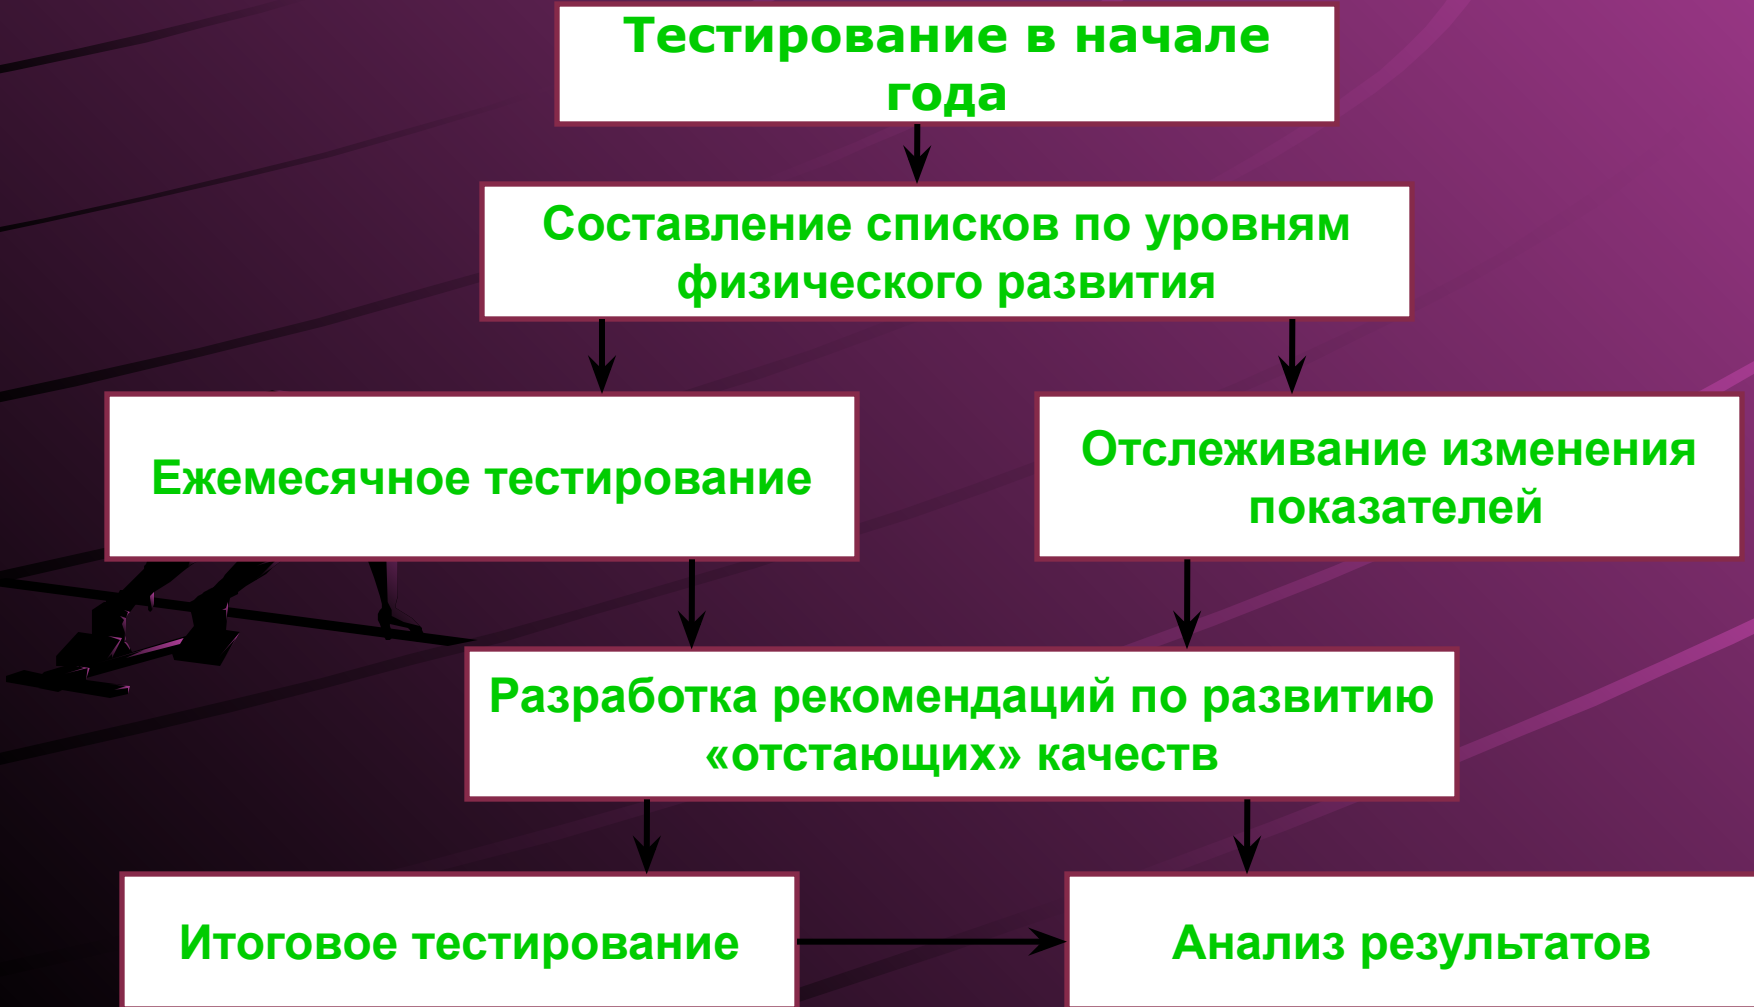 Тестирование в начале
года
Составление списков по уровням
физического развития
Ежемесячное тестирование
Отслеживание изменения
показателей
Разработка рекомендаций по развитию
«отстающих» качеств
Итоговое тестирование
Анализ результатов